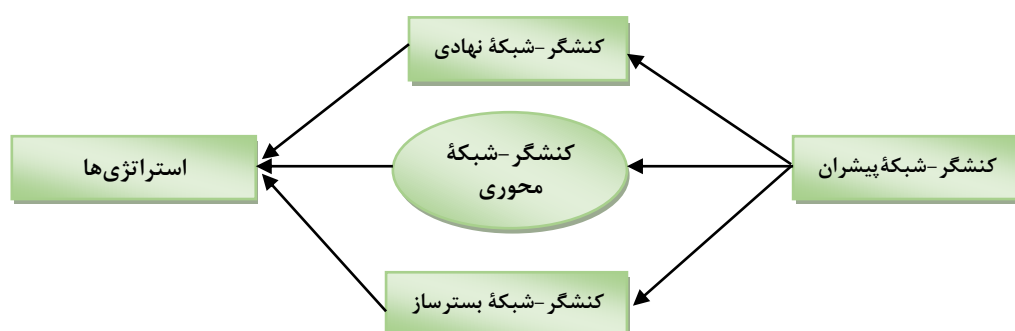 کنشگر-شبکهٔ نهادی
کنشگر-شبکهٔ پیشران
کنشگر-شبکهٔ
محوری
استراتژی‌ها
کنشگر-شبکهٔ بسترساز